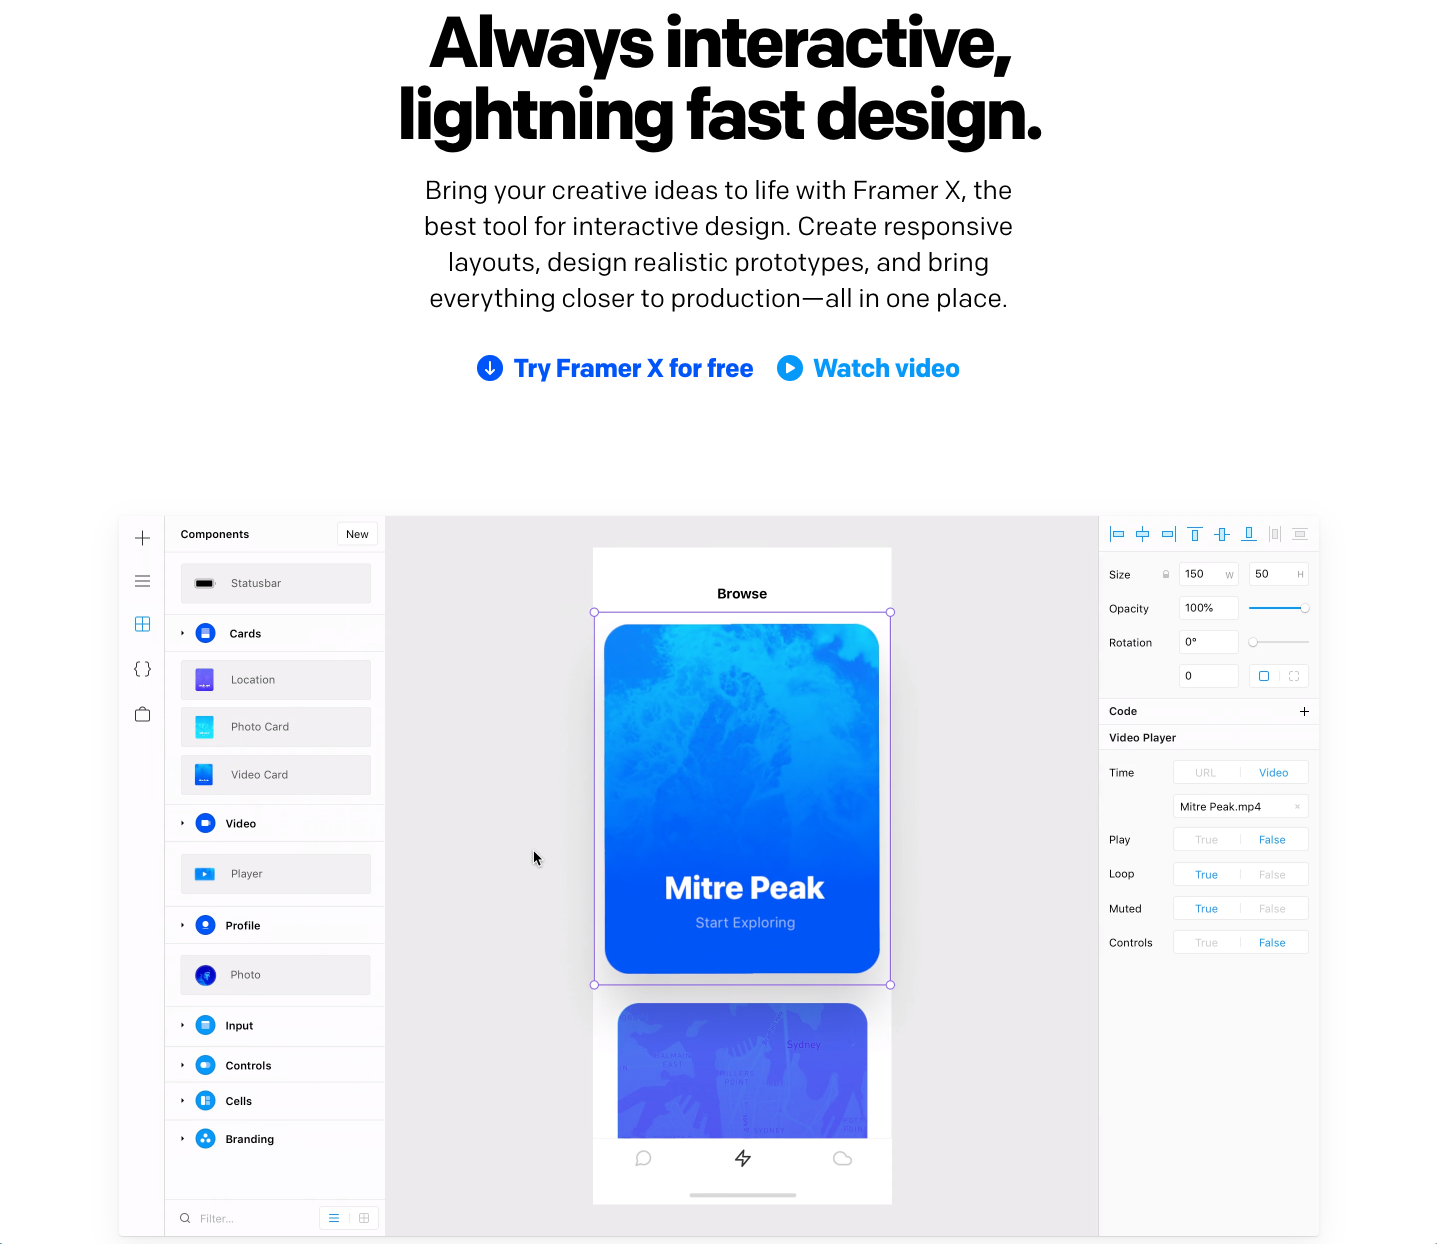 Always interactive,
lightning fast design.
Bring your creative ideas to life with Framer X, the
best tool for interactive design. Create responsive
layouts, design realistic prototypes, and bring
everything closer to production—all in one place.
Try Framer X for free
Watch video
Components
New
Statusbar
Cards
Location
Photo Card
Video Card
Video
Player
Profile
Photo
Input
Controls
Cells
Branding
Filter...
Browse
Mitre Peak
Start Exploring
Sydney
EAST
MILLERS
POINT
SYDNEY
Size 150 W 50 H
Opacity 100%
Rotation 0°
0
Code
Video Player
Time URL Video
Mitre Peak.mp4 ×
Play True False
Loop True False
Muted True False
Controls True False